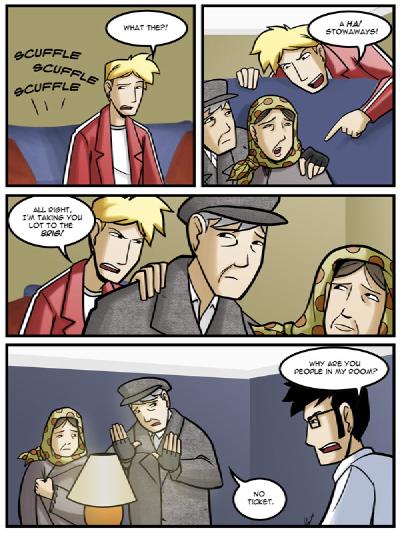 WHAT THE?!
SCUFFLE
SCUFFLE
SCUFFLE
A HA!
STOWAWAYS!
ALL RIGHT,
I'M TAKING YOU
LOT TO THE
BRIG!
WHY ARE YOU
PEOPLE IN MY ROOM?
NO
TICKET.